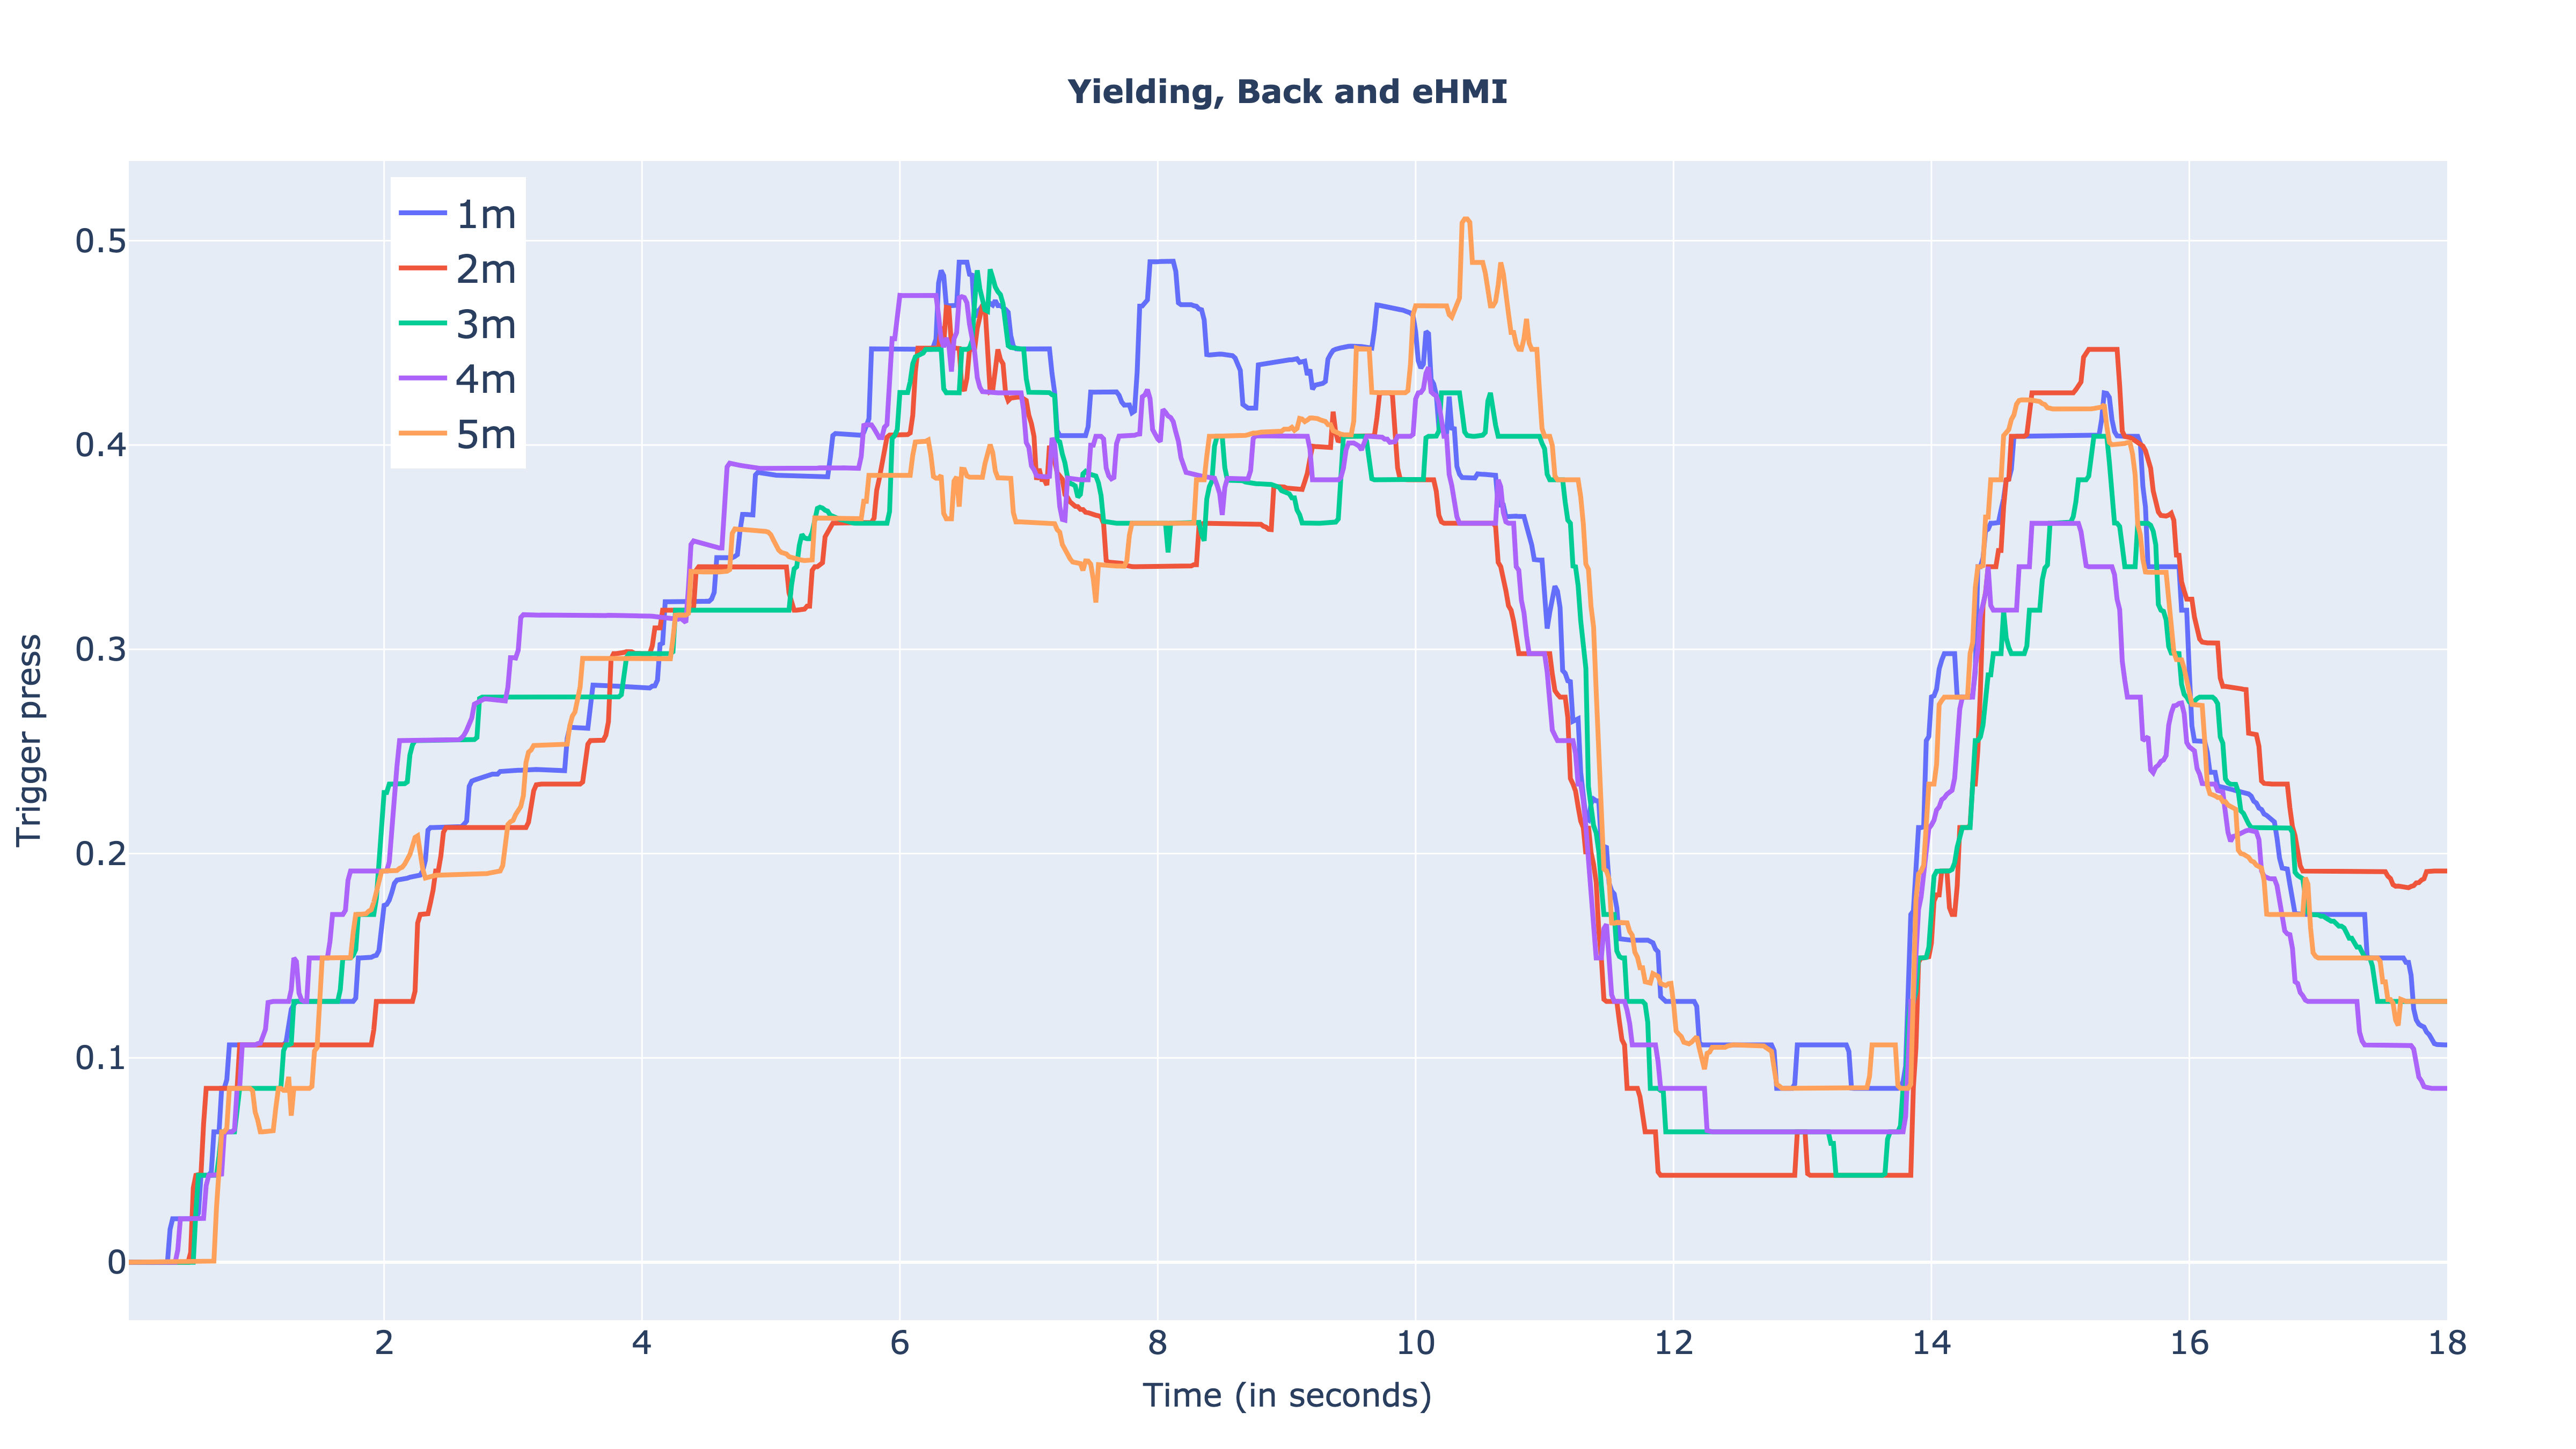 Yielding, Back and eHMI
1m
2m
3m
4m
5m
0.5
0.4
0.3
0.2
0.1
0
Trigger press
2 4 6 8 10 12 14 16 18
Time (in seconds)